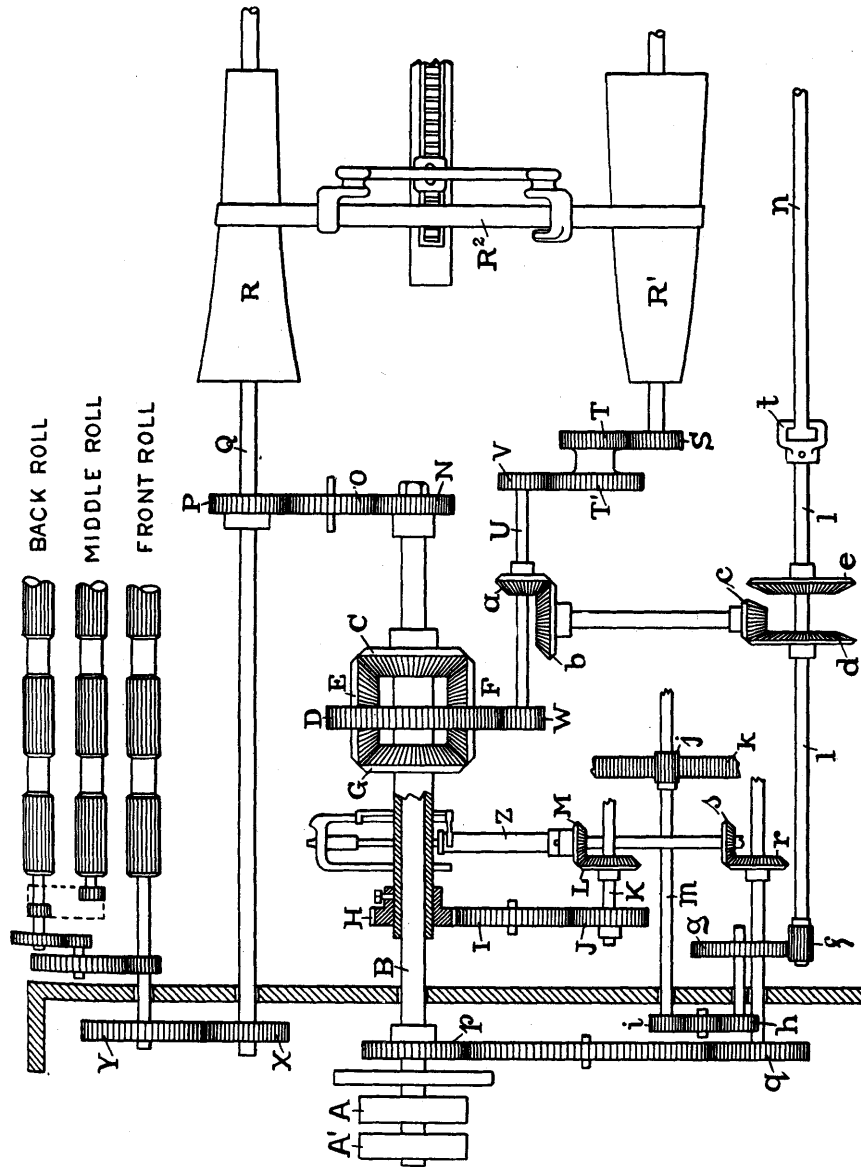 BACK ROLL
MIDDLE ROLL
FRONT ROLL
R
Q
P
O
N
R²
R'
T
S
V
T'
U
a
b
c
d
e
t
n
l
l
C
E
D
F
G
W
j
k
M
Z
L
K
m
s
r
H
I
J
B
g
f
Y
X
p
i
h
q
A
A'